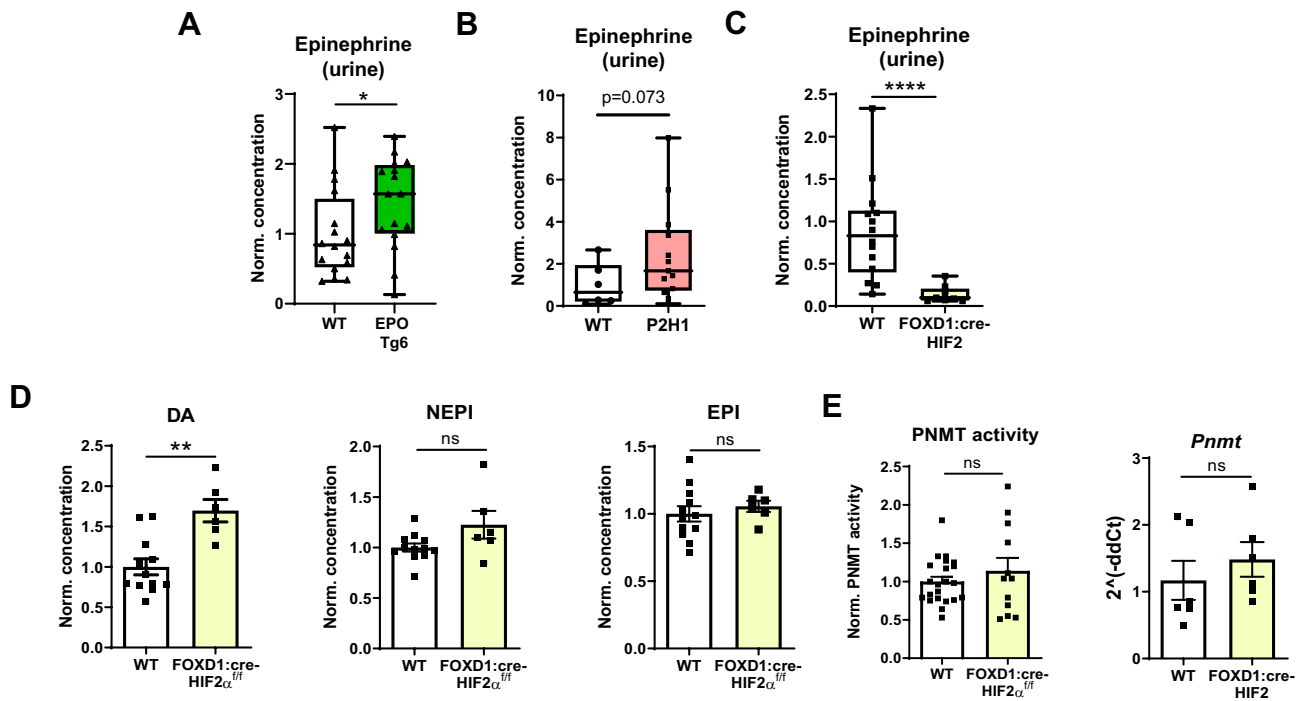 A
Epinephrine
(urine)
*
Norm. concentration
3
2
1
0
WT
EPO
Tg6
B
Epinephrine
(urine)
p=0.073
Norm. concentration
10
8
6
4
2
0
WT
P2H1
C
Epinephrine
(urine)
****
Norm. concentration
2.5
2.0
1.5
1.0
0.5
0.0
WT
FOXD1:cre-
HIF2
D
DA
**
Norm. concentration
2.5
2.0
1.5
1.0
0.5
0.0
WT
FOXD1:cre-
HIF2α^f/f
NEPI
ns
Norm. concentration
2.0
1.5
1.0
0.5
0.0
WT
FOXD1:cre-
HIF2α^f/f
EPI
ns
Norm. concentration
1.5
1.0
0.5
0.0
WT
FOXD1:cre-
HIF2α^f/f
E
PNMT activity
ns
Norm. PNMT activity
2.5
2.0
1.5
1.0
0.5
0.0
WT
FOXD1:cre-
HIF2α^f/f
Pnmt
ns
2^(-ddCt)
3
2
1
0
WT
FOXD1:cre-
HIF2